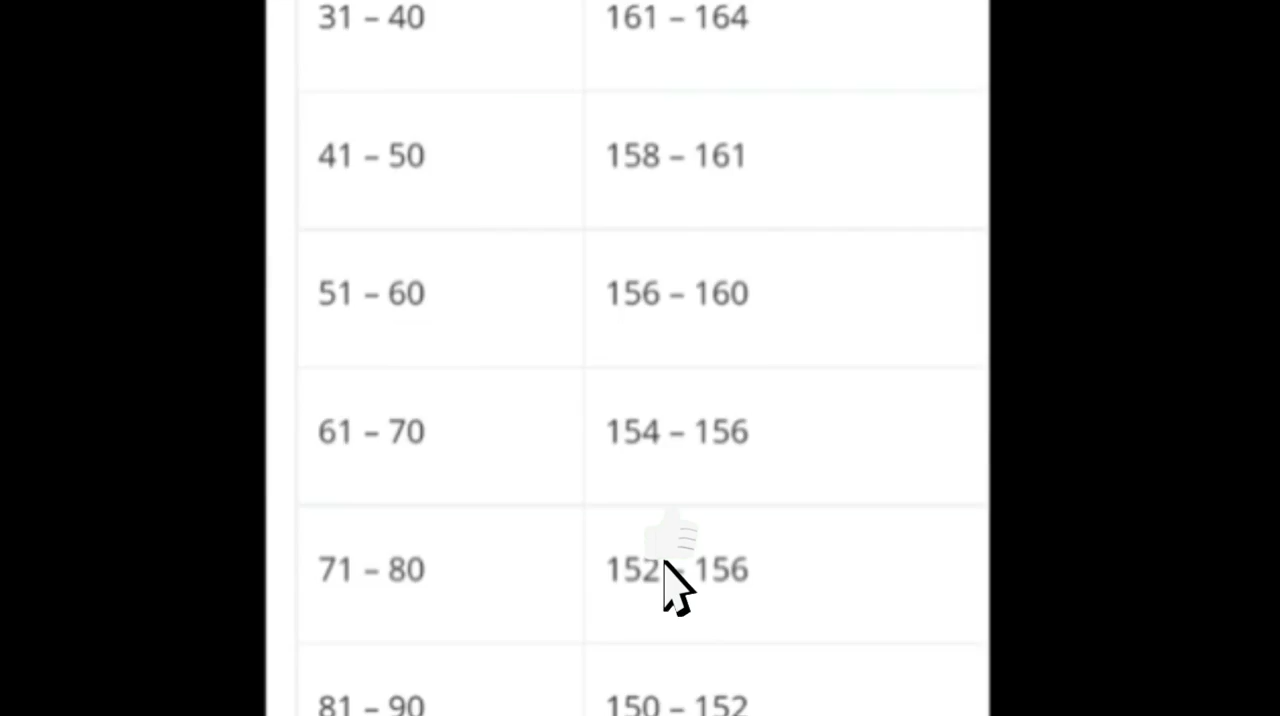 31 – 40 161 – 164
41 – 50 158 – 161
51 – 60 156 – 160
61 – 70 154 – 156
71 – 80 152 – 156
81 – 90 150 – 152